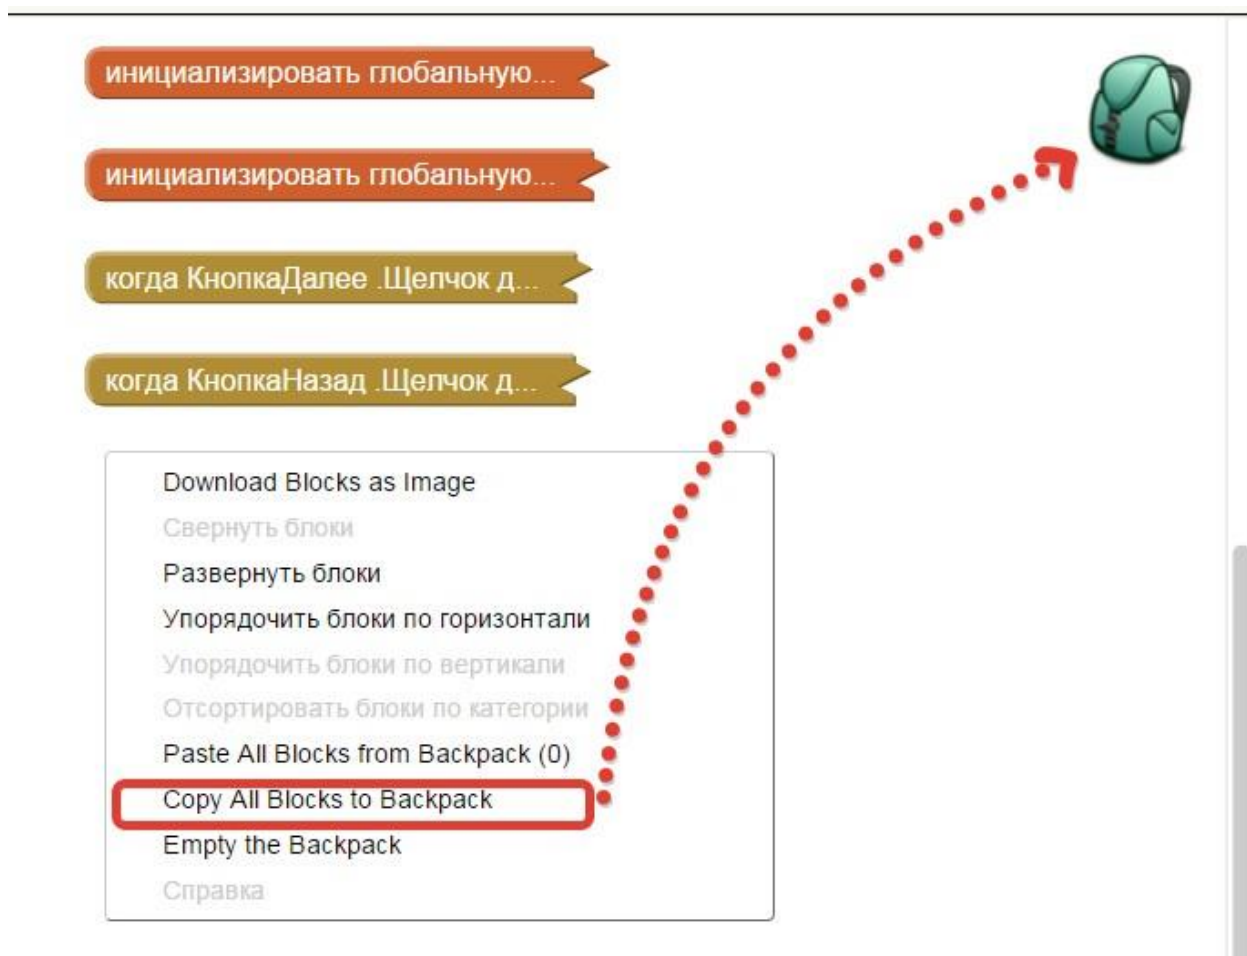 инициализировать глобальную...
инициализировать глобальную...
когда КнопкаДалее .Щелчок д...
когда КнопкаНазад .Щелчок д...
Download Blocks as Image
Свернуть блоки
Развернуть блоки
Упорядочить блоки по горизонтали
Упорядочить блоки по вертикали
Отсортировать блоки по категории
Paste All Blocks from Backpack (0)
Copy All Blocks to Backpack
Empty the Backpack
Справка